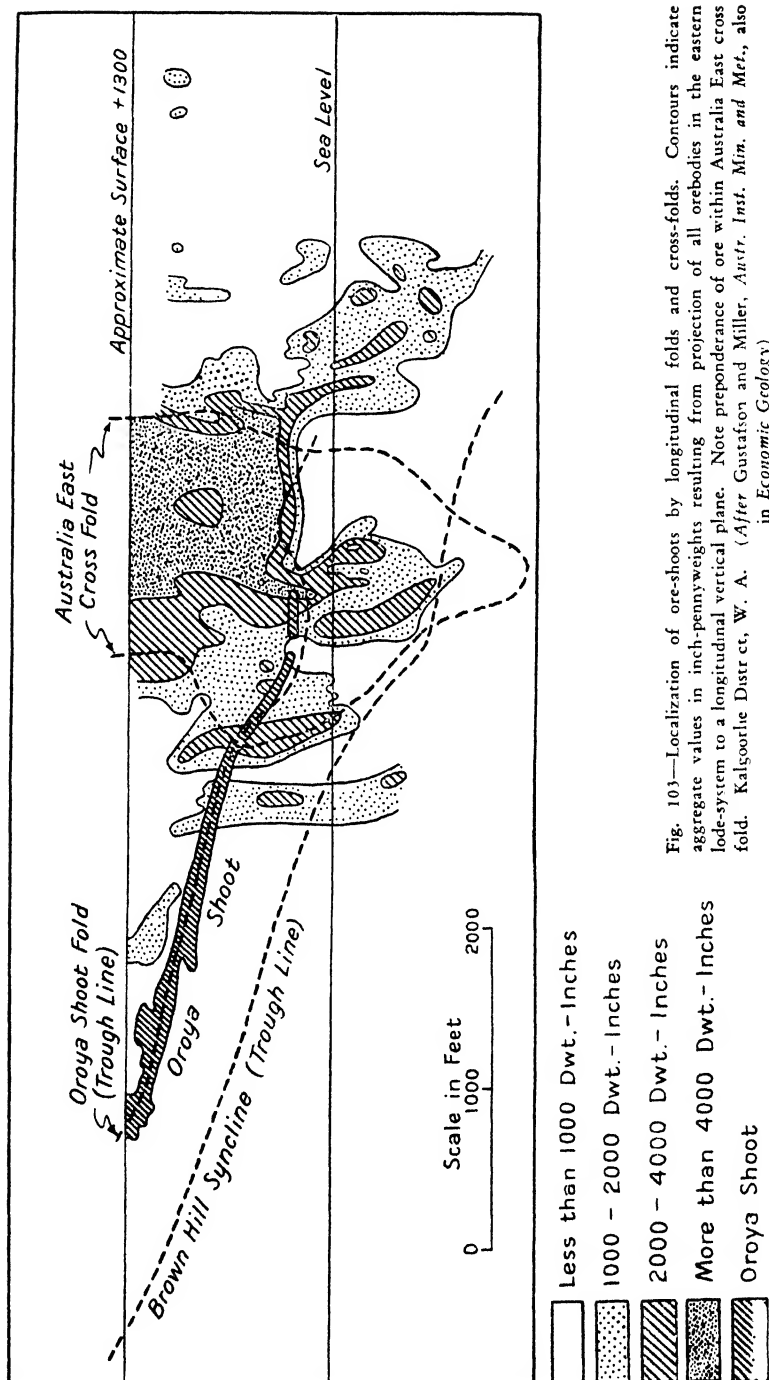 Approximate Surface +1300
Sea Level
Australia East
Cross Fold
Oroya Shoot Fold
(Trough Line)
Oroya
Shoot
Brown Hill Syncline (Trough Line)
Scale in Feet
0 1000 2000
Less than 1000 Dwt.-Inches
1000 - 2000 Dwt.-Inches
2000 - 4000 Dwt.-Inches
More than 4000 Dwt.-Inches
Oroya Shoot
Fig. 103—Localization of ore-shoots by longitudinal folds and cross-folds. Contours indicate
aggregate values in inch-pennyweights resulting from projection of all orebodies in the eastern
lode-system to a longitudinal vertical plane. Note preponderance of ore within Australia East cross
fold. Kalgoorlie Distr ct, W. A. (After Gustafson and Miller, Austr. Inst. Min. and Met., also
in Economic Geology)